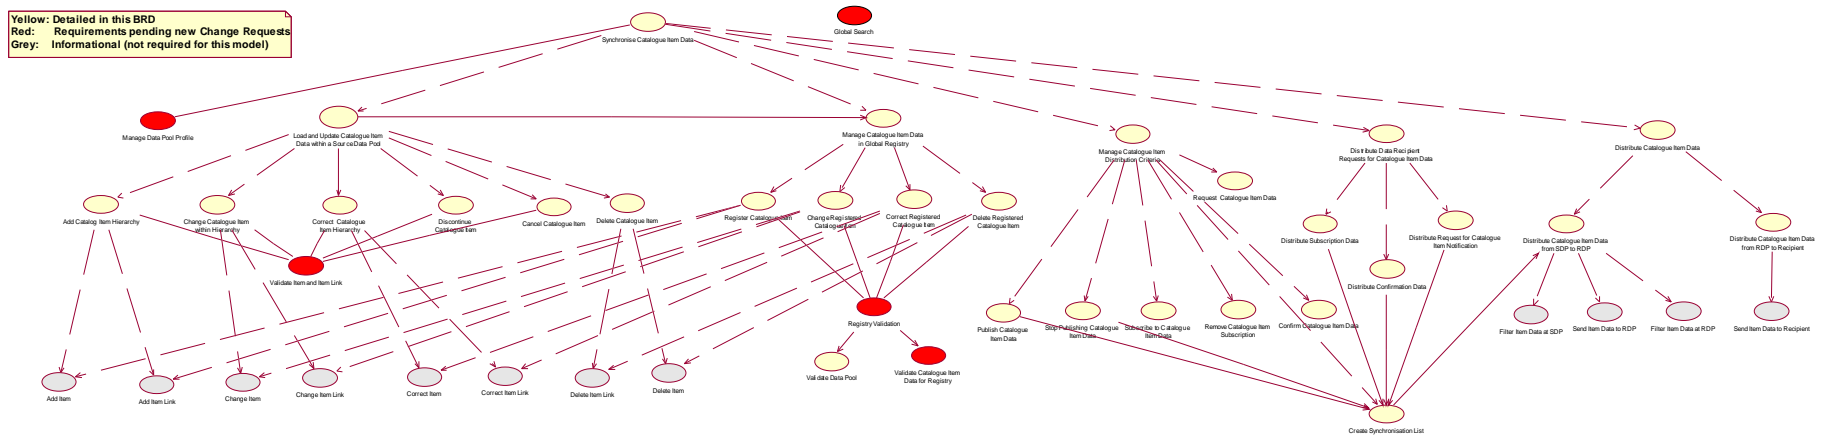 Yellow: Detailed in this BRD
Red: Requirements pending new Change Requests
Grey: Informational (not required for this model)
Synchronise Catalogue Item Data
Global Search
Manage Data Pool Profile
Load and Update Catalogue Item
Data within a Source Data Pool
Manage Catalogue Item Data
in Global Registry
Manage Catalogue Item
Distribution Criteria
Distribute Data Recipient
Requests for Catalogue Item Data
Distribute Catalogue Item Data
Add Catalog Item Hierarchy
Change Catalogue Item
within Hierarchy
Correct Catalogue
Item Hierarchy
Discontinue
Catalogue Item
Cancel Catalogue Item
Delete Catalogue Item
Register Catalogue Item
Change Registered
Catalogue Item
Correct Registered
Catalogue Item
Delete Registered
Catalogue Item
Request Catalogue Item Data
Distribute Subscription Data
Distribute Request for Catalogue
Item Notification
Distribute Catalogue Item Data
from SDP to RDP
Distribute Catalogue Item Data
from RDP to Recipient
Validate Item and Item Link
Distribute Confirmation Data
Registry Validation
Publish Catalogue
Item Data
Stop Publishing Catalogue
Item Data
Subscribe to Catalogue
Item Data
Remove Catalogue Item
Subscription
Confirm Catalogue Item Data
Filter Item Data at SDP
Send Item Data to RDP
Filter Item Data at RDP
Send Item Data to Recipient
Validate Data Pool
Validate Catalogue Item
Data for Registry
Add Item
Add Item Link
Change Item
Change Item Link
Correct Item
Correct Item Link
Delete Item Link
Delete Item
Create Synchronisation List